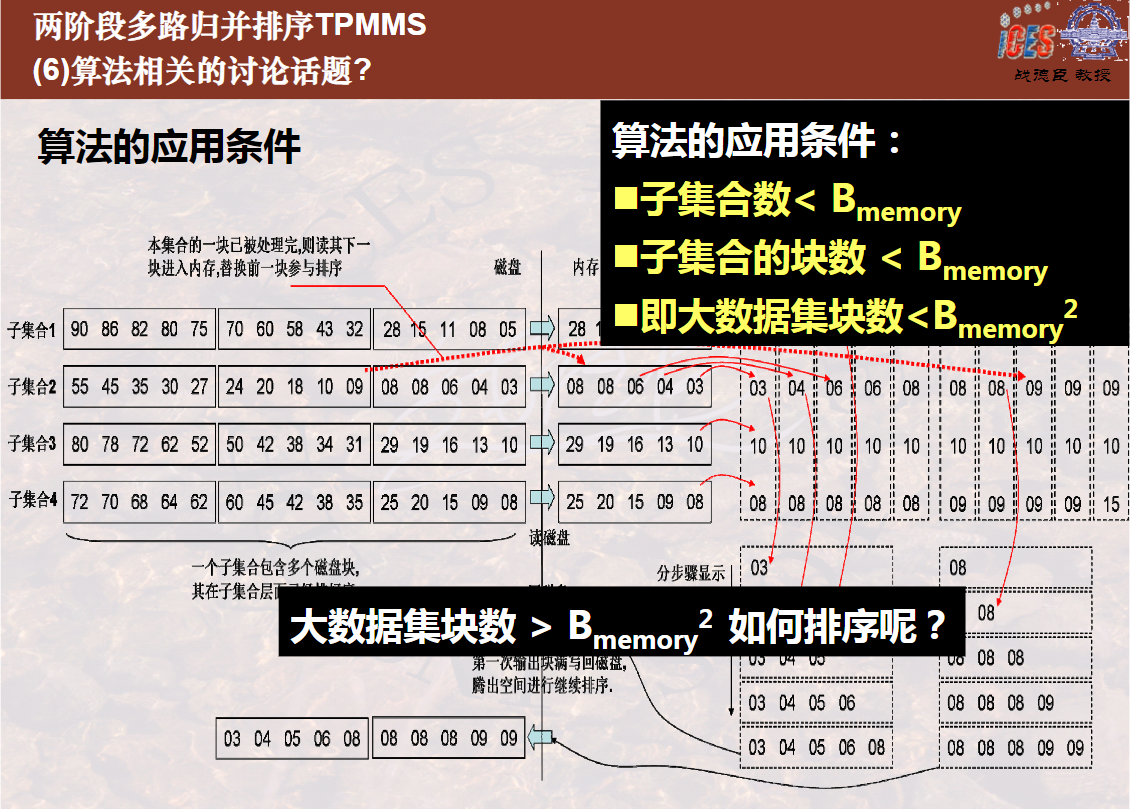 两阶段多路归并排序TPMMS
(6)算法相关的讨论话题?
iCES
战德臣 教授
算法的应用条件
算法的应用条件：
■子集合数< Bmemory
■子集合的块数 < Bmemory
■即大数据集块数<Bmemory2
本集合的一块已被处理完,则读其下一
块进入内存,替换前一块参与排序
磁盘
内存
子集合1 90 86 82 80 75 70 60 58 43 32 28 15 11 08 05 28
子集合2 55 45 35 30 27 24 20 18 10 09 08 08 06 04 03 08 08 06 04 03 03 04 06 06 08 08 08 09 09 09
子集合3 80 78 72 62 52 50 42 38 34 31 29 19 16 13 10 29 19 16 13 10 10 10 10 10 10 10 10 10 10 10
子集合4 72 70 68 64 62 60 45 42 38 35 25 20 15 09 08 25 20 15 09 08 08 08 08 08 08 09 09 09 09 15
读磁盘
一个子集合包含多个磁盘块,
其在子集合层面
分步骤显示
03 08
大数据集块数 > Bmemory2 如何排序呢？
08
03 04 05 08 08 08
第一次输出块满写回磁盘,
腾出空间进行继续排序.
03 04 05 06 08 08 08 09
03 04 05 06 08 08 08 08 09 09 03 04 05 06 08 08 08 08 09 09